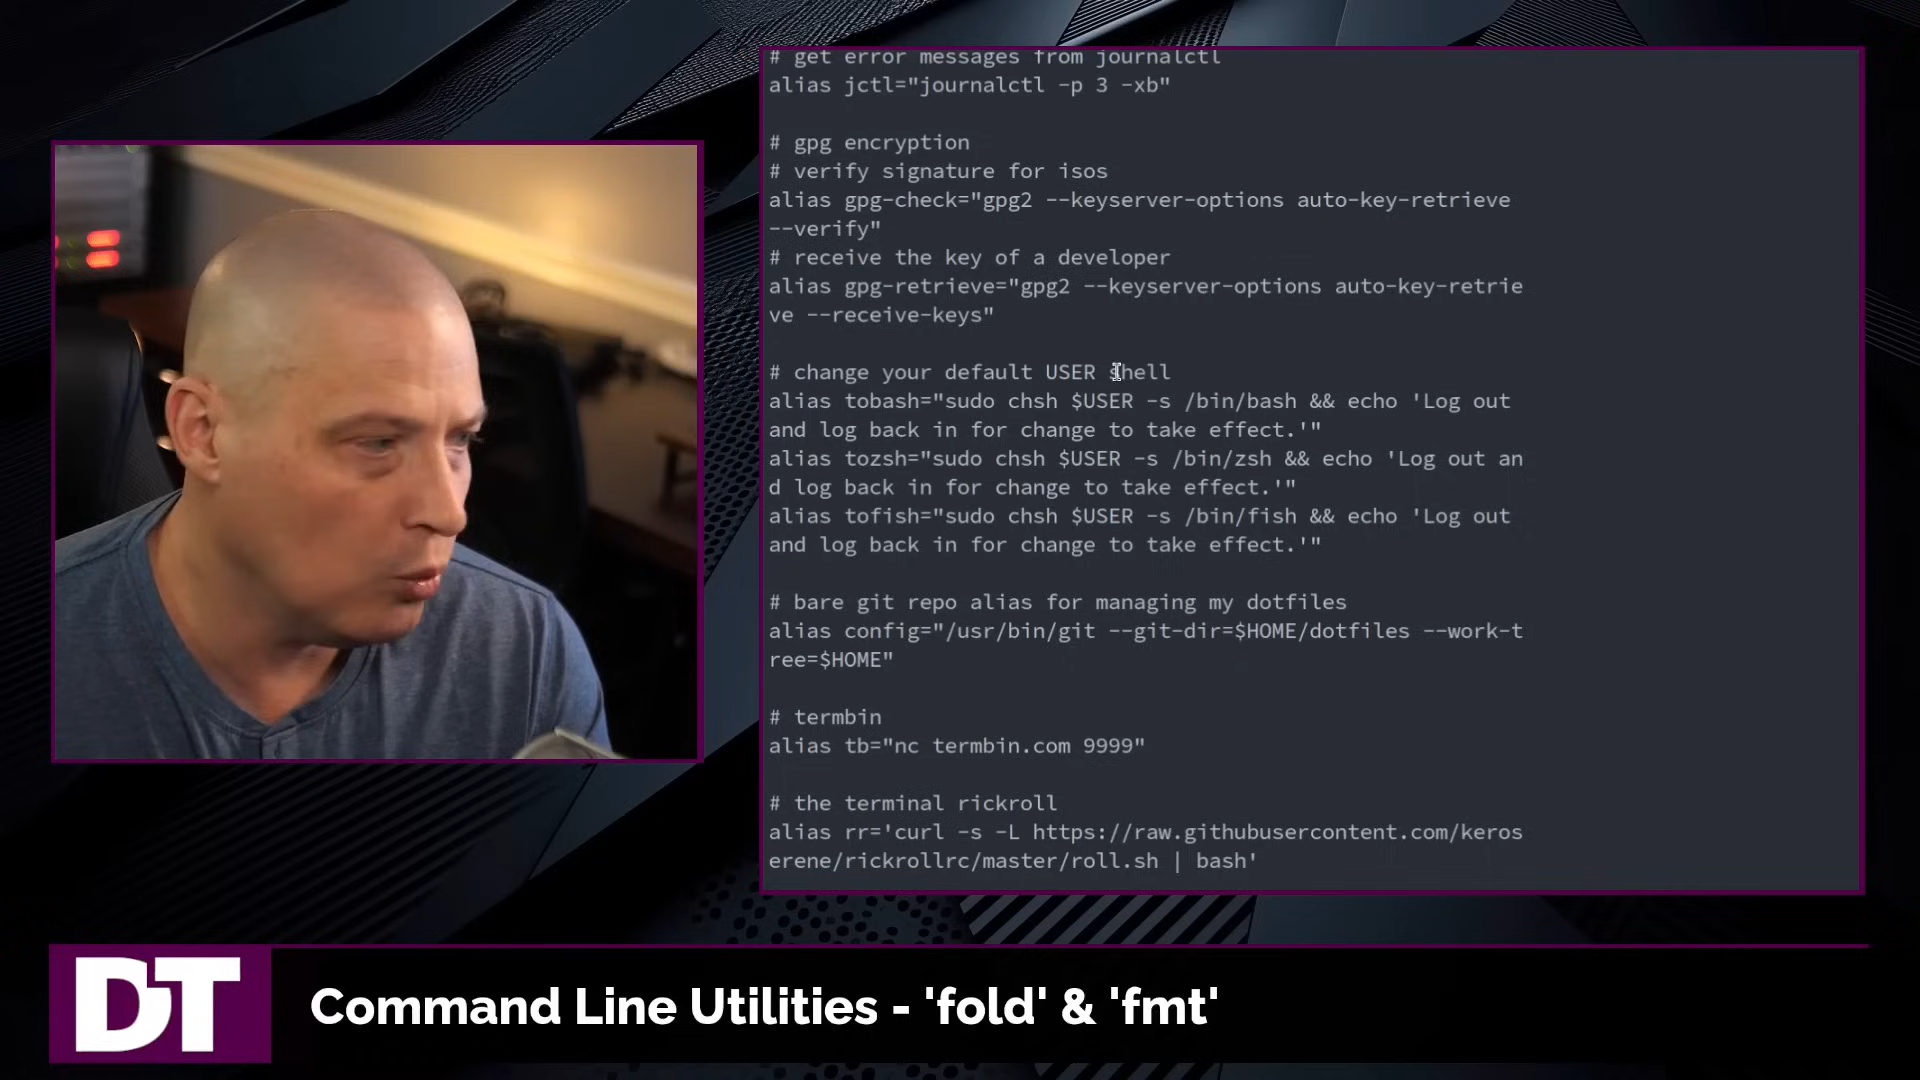 # get error messages from journalctl
alias jctl="journalctl -p 3 -xb"
# gpg encryption
# verify signature for isos
alias gpg-check="gpg2 --keyserver-options auto-key-retrieve
--verify"
# receive the key of a developer
alias gpg-retrieve="gpg2 --keyserver-options auto-key-retrie
ve --receive-keys"
# change your default USER shell
alias tobash="sudo chsh $USER -s /bin/bash && echo 'Log out
and log back in for change to take effect.'"
alias tozsh="sudo chsh $USER -s /bin/zsh && echo 'Log out an
d log back in for change to take effect.'"
alias tofish="sudo chsh $USER -s /bin/fish && echo 'Log out
and log back in for change to take effect.'"
# bare git repo alias for managing my dotfiles
alias config="/usr/bin/git --git-dir=$HOME/dotfiles --work-t
ree=$HOME"
# termbin
alias tb="nc termbin.com 9999"
# the terminal rickroll
alias rr='curl -s -L https://raw.githubusercontent.com/keros
erene/rickrollrc/master/roll.sh | bash'
DT
Command Line Utilities - 'fold' & 'fmt'